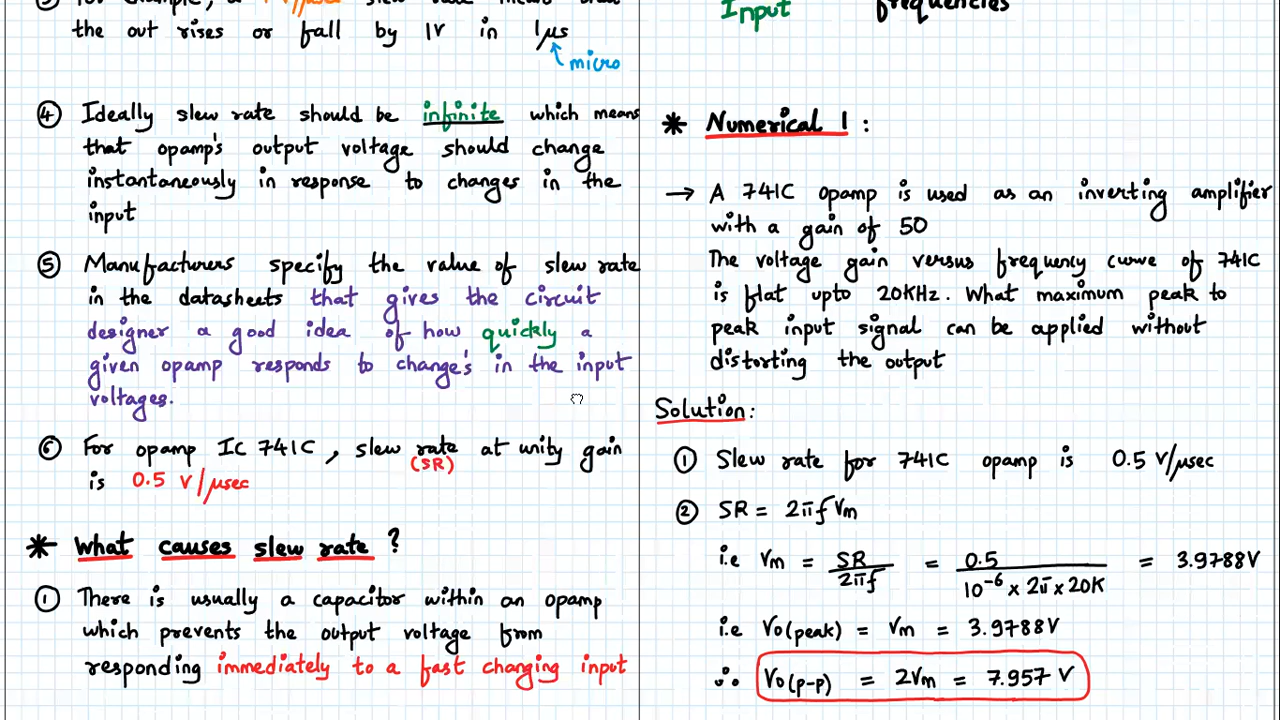 the out rises or fall by 1V in 1μs
micro
④ Ideally slew rate should be infinite which means
that opamp's output voltage should change
instantaneously in response to changes in the
input
⑤ Manufacturers specify the value of slew rate
in the datasheets that gives the circuit
designer a good idea of how quickly a
given opamp responds to change's in the input
voltages.
⑥ For opamp IC 741C, slew rate at unity gain
(SR)
is 0.5 V/μsec
* What causes slew rate ?
① There is usually a capacitor within an opamp
which prevents the output voltage from
responding immediately to a fast changing input
Input frequencies
* Numerical 1 :
→ A 741C opamp is used as an inverting amplifier
with a gain of 50
The voltage gain versus frequency curve of 741C
is flat upto 20KHz. What maximum peak to
peak input signal can be applied without
distorting the output
Solution:
① Slew rate for 741C opamp is 0.5 V/μsec
② SR = 2πfVm
i.e Vm = SR/2πf = 0.5/10⁻⁶ × 2π × 20K = 3.9788V
i.e Vo(peak) = Vm = 3.9788V
∴ Vo(p-p) = 2Vm = 7.957 V